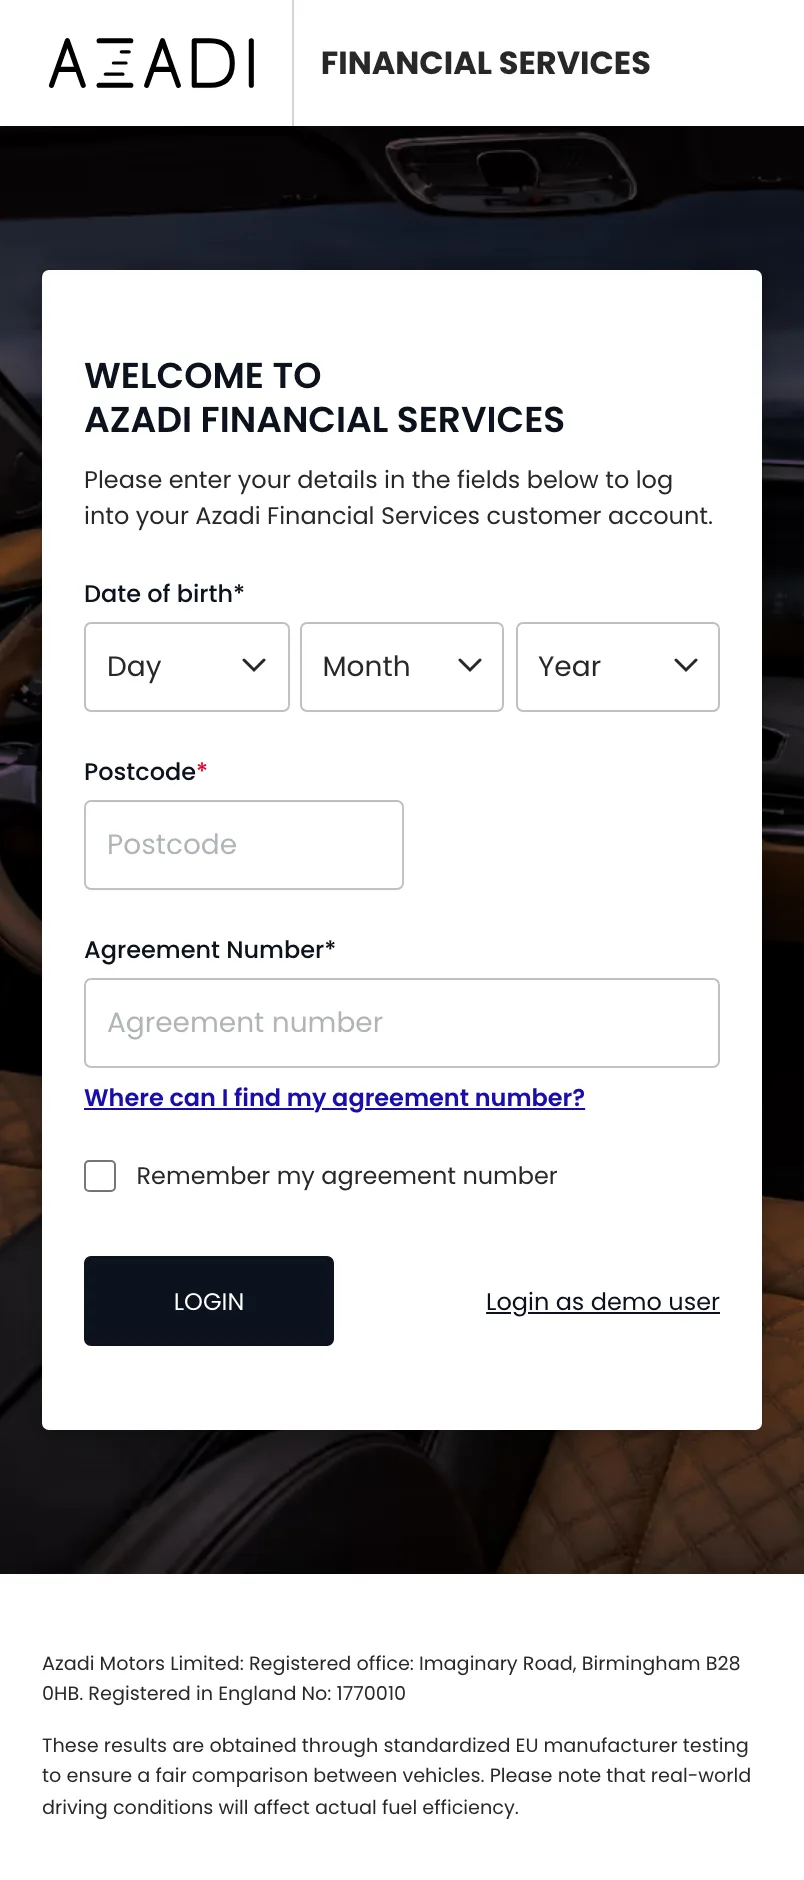 AZADI
FINANCIAL SERVICES
WELCOME TO
AZADI FINANCIAL SERVICES
Please enter your details in the fields below to log
into your Azadi Financial Services customer account.
Date of birth*
Day Month Year
Postcode*
Postcode
Agreement Number*
Agreement number
Where can I find my agreement number?
Remember my agreement number
LOGIN Login as demo user
Azadi Motors Limited: Registered office: Imaginary Road, Birmingham B28
0HB. Registered in England No: 1770010
These results are obtained through standardized EU manufacturer testing
to ensure a fair comparison between vehicles. Please note that real-world
driving conditions will affect actual fuel efficiency.